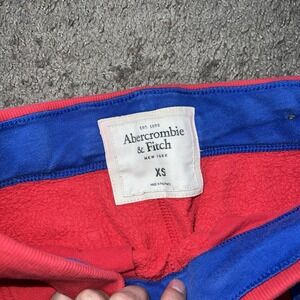 EST. 1892
Abercrombie
& Fitch
NEW YORK
XS